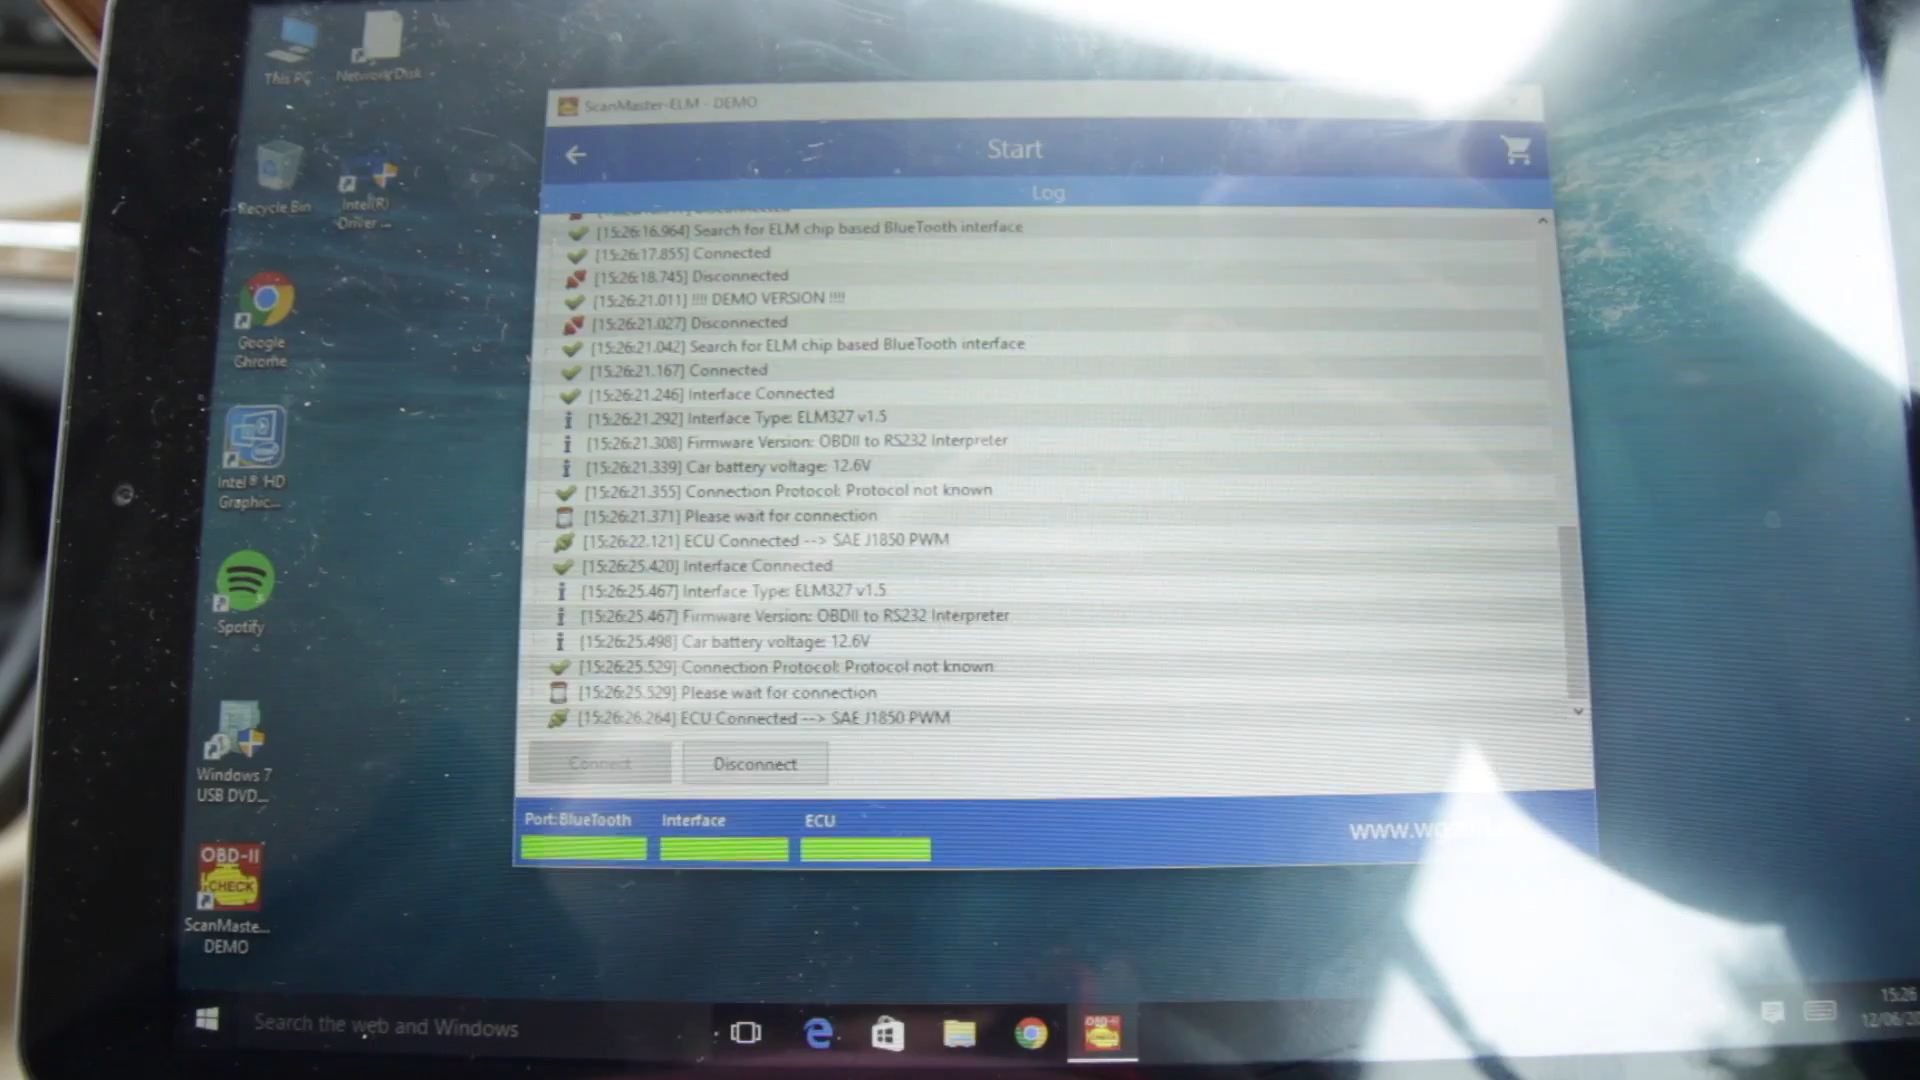 This PC
Network Disk
Recycle Bin
Intel(R)
Driver ...
Google
Chrome
Intel® HD
Graphic...
Spotify
Windows 7
USB DVD...
OBD-II
CHECK
ScanMaste...
DEMO
ScanMaster-ELM - DEMO
Start
Log
Disconnected
[15:26:16.964] Search for ELM chip based BlueTooth interface
[15:26:17.855] Connected
[15:26:18.745] Disconnected
[15:26:21.011] !!!! DEMO VERSION !!!!
[15:26:21.027] Disconnected
[15:26:21.042] Search for ELM chip based BlueTooth interface
[15:26:21.167] Connected
[15:26:21.246] Interface Connected
[15:26:21.292] Interface Type: ELM327 v1.5
[15:26:21.308] Firmware Version: OBDII to RS232 Interpreter
[15:26:21.339] Car battery voltage: 12.6V
[15:26:21.355] Connection Protocol: Protocol not known
[15:26:21.371] Please wait for connection
[15:26:22.121] ECU Connected --> SAE J1850 PWM
[15:26:25.420] Interface Connected
[15:26:25.467] Interface Type: ELM327 v1.5
[15:26:25.467] Firmware Version: OBDII to RS232 Interpreter
[15:26:25.498] Car battery voltage: 12.6V
[15:26:25.529] Connection Protocol: Protocol not known
[15:26:25.529] Please wait for connection
[15:26:26.264] ECU Connected --> SAE J1850 PWM
Connect
Disconnect
Port: BlueTooth
Interface
ECU
Search the web and Windows
15:26